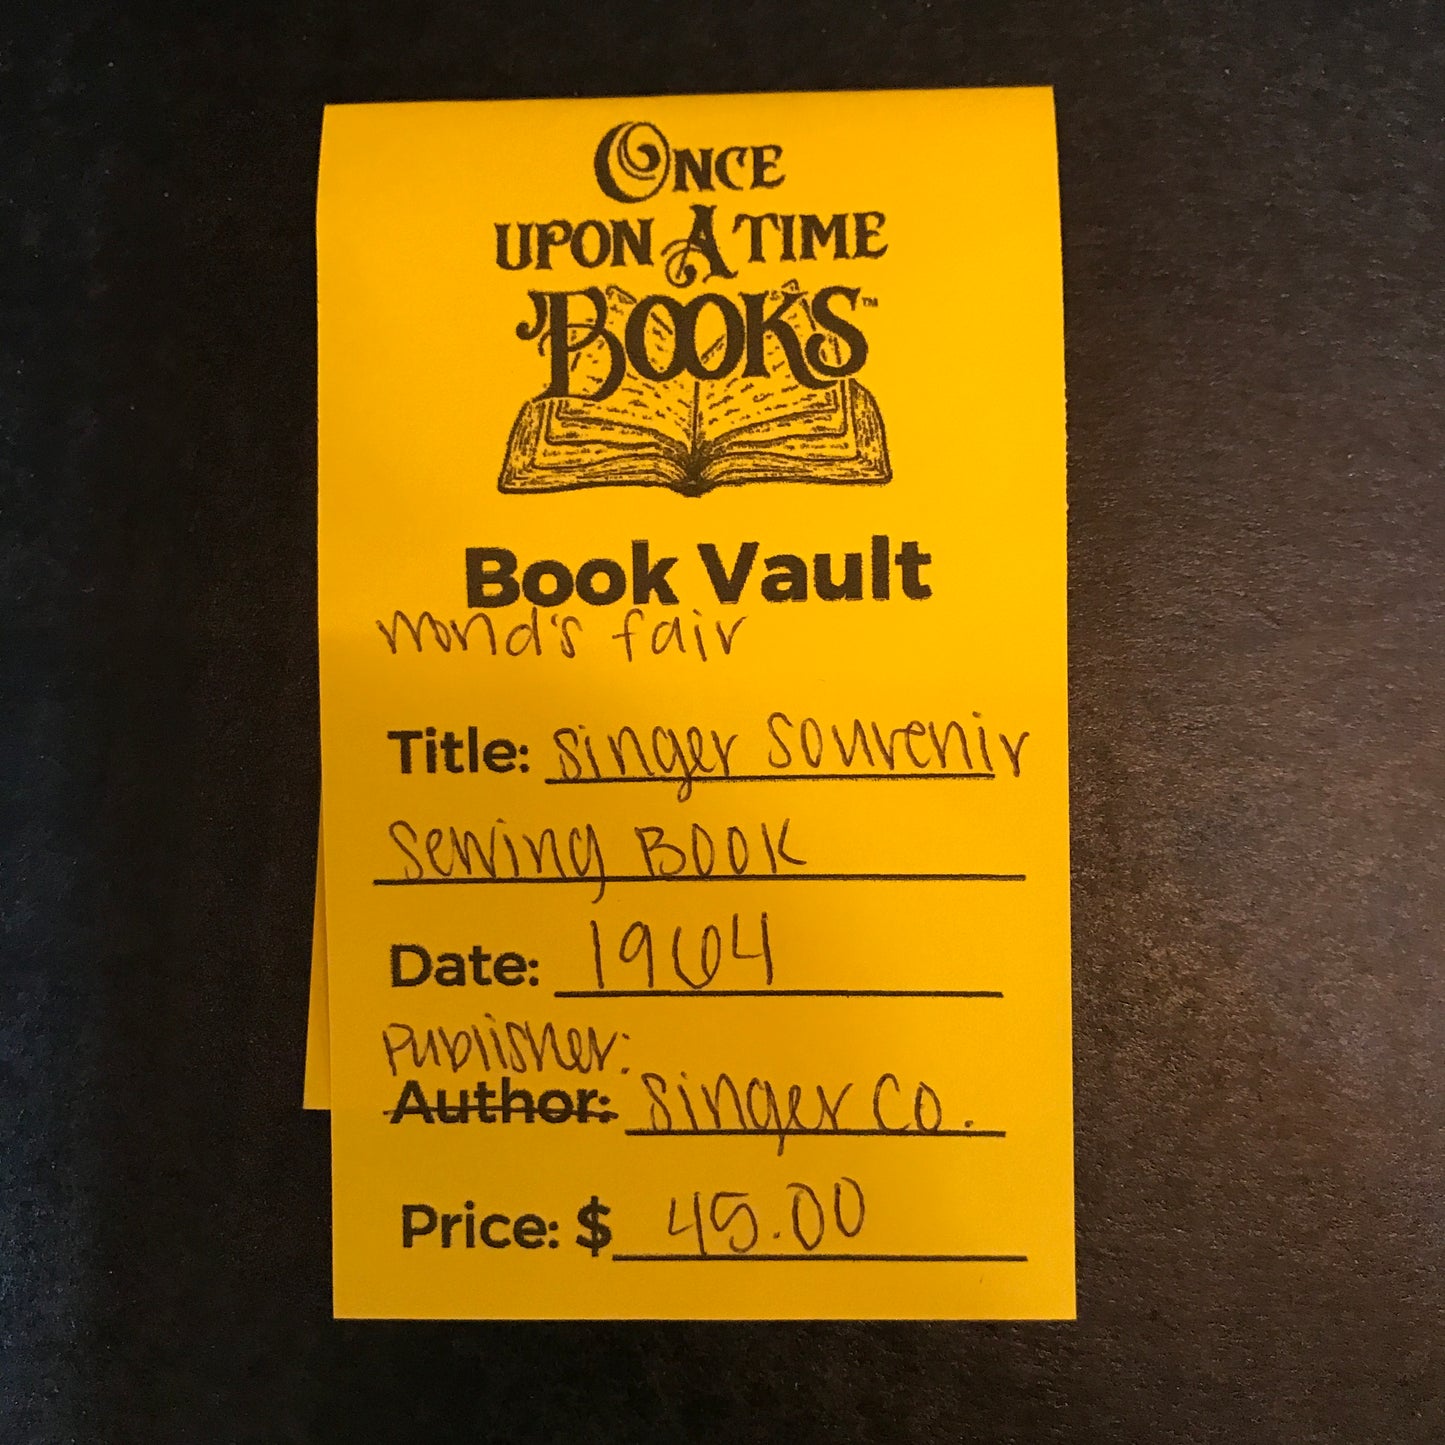 ONCE
UPON A TIME
BOOKS™
Book Vault
world's fair
Title: Singer Souvenir
Sewing BOOK
Date: 1964
Publisher:
Author: Singer Co.
Price: $ 45.00